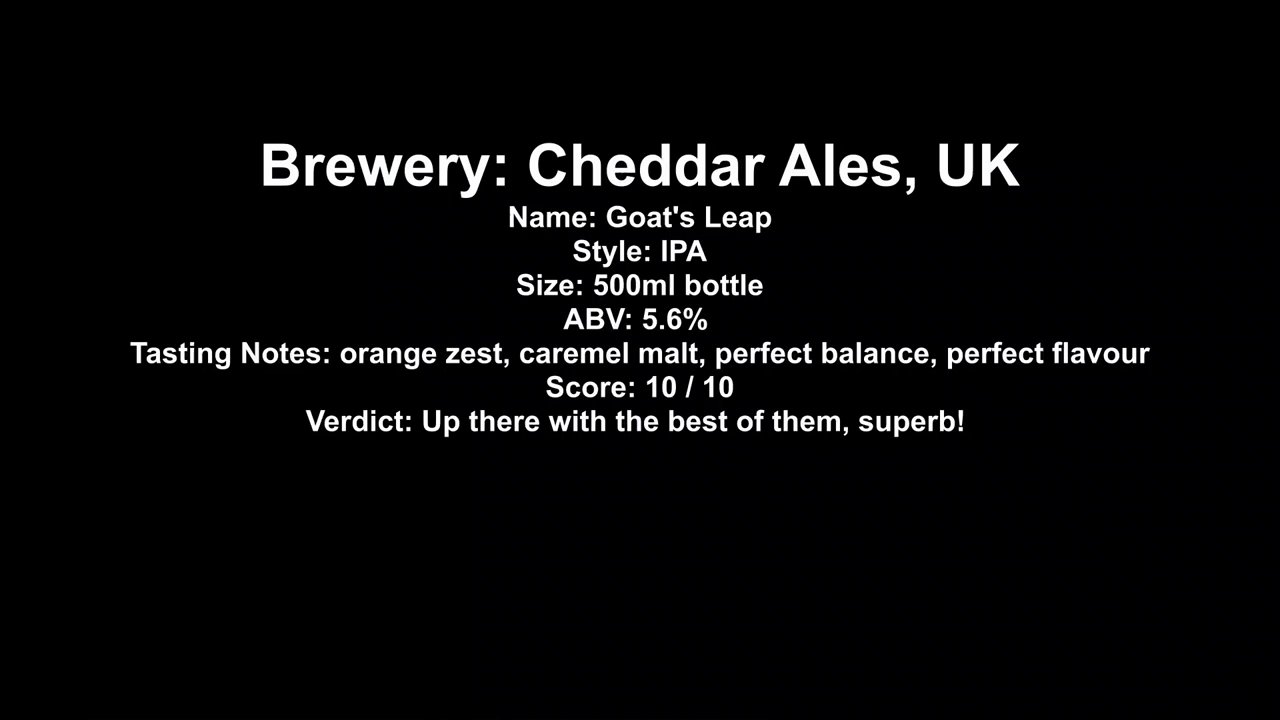 Brewery: Cheddar Ales, UK
Name: Goat's Leap
Style: IPA
Size: 500ml bottle
ABV: 5.6%
Tasting Notes: orange zest, caremel malt, perfect balance, perfect flavour
Score: 10 / 10
Verdict: Up there with the best of them, superb!